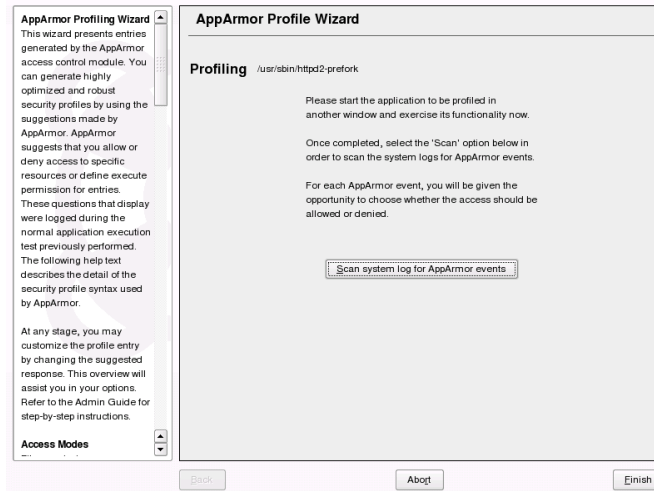 AppArmor Profiling Wizard
This wizard presents entries
generated by the AppArmor
access control module. You
can generate highly
optimized and robust
security profiles by using the
suggestions made by
AppArmor. AppArmor
suggests that you allow or
deny access to specific
resources or define execute
permission for entries.
These questions that display
were logged during the
normal application execution
test previously performed.
The following help text
describes the detail of the
security profile syntax used
by AppArmor.
At any stage, you may
customize the profile entry
by changing the suggested
response. This overview will
assist you in your options.
Refer to the Admin Guide for
step-by-step instructions.
Access Modes
AppArmor Profile Wizard
Profiling /usr/sbin/httpd2-prefork
Please start the application to be profiled in
another window and exercise its functionality now.
Once completed, select the 'Scan' option below in
order to scan the system logs for AppArmor events.
For each AppArmor event, you will be given the
opportunity to choose whether the access should be
allowed or denied.
Scan system log for AppArmor events
Back
Abort
Finish